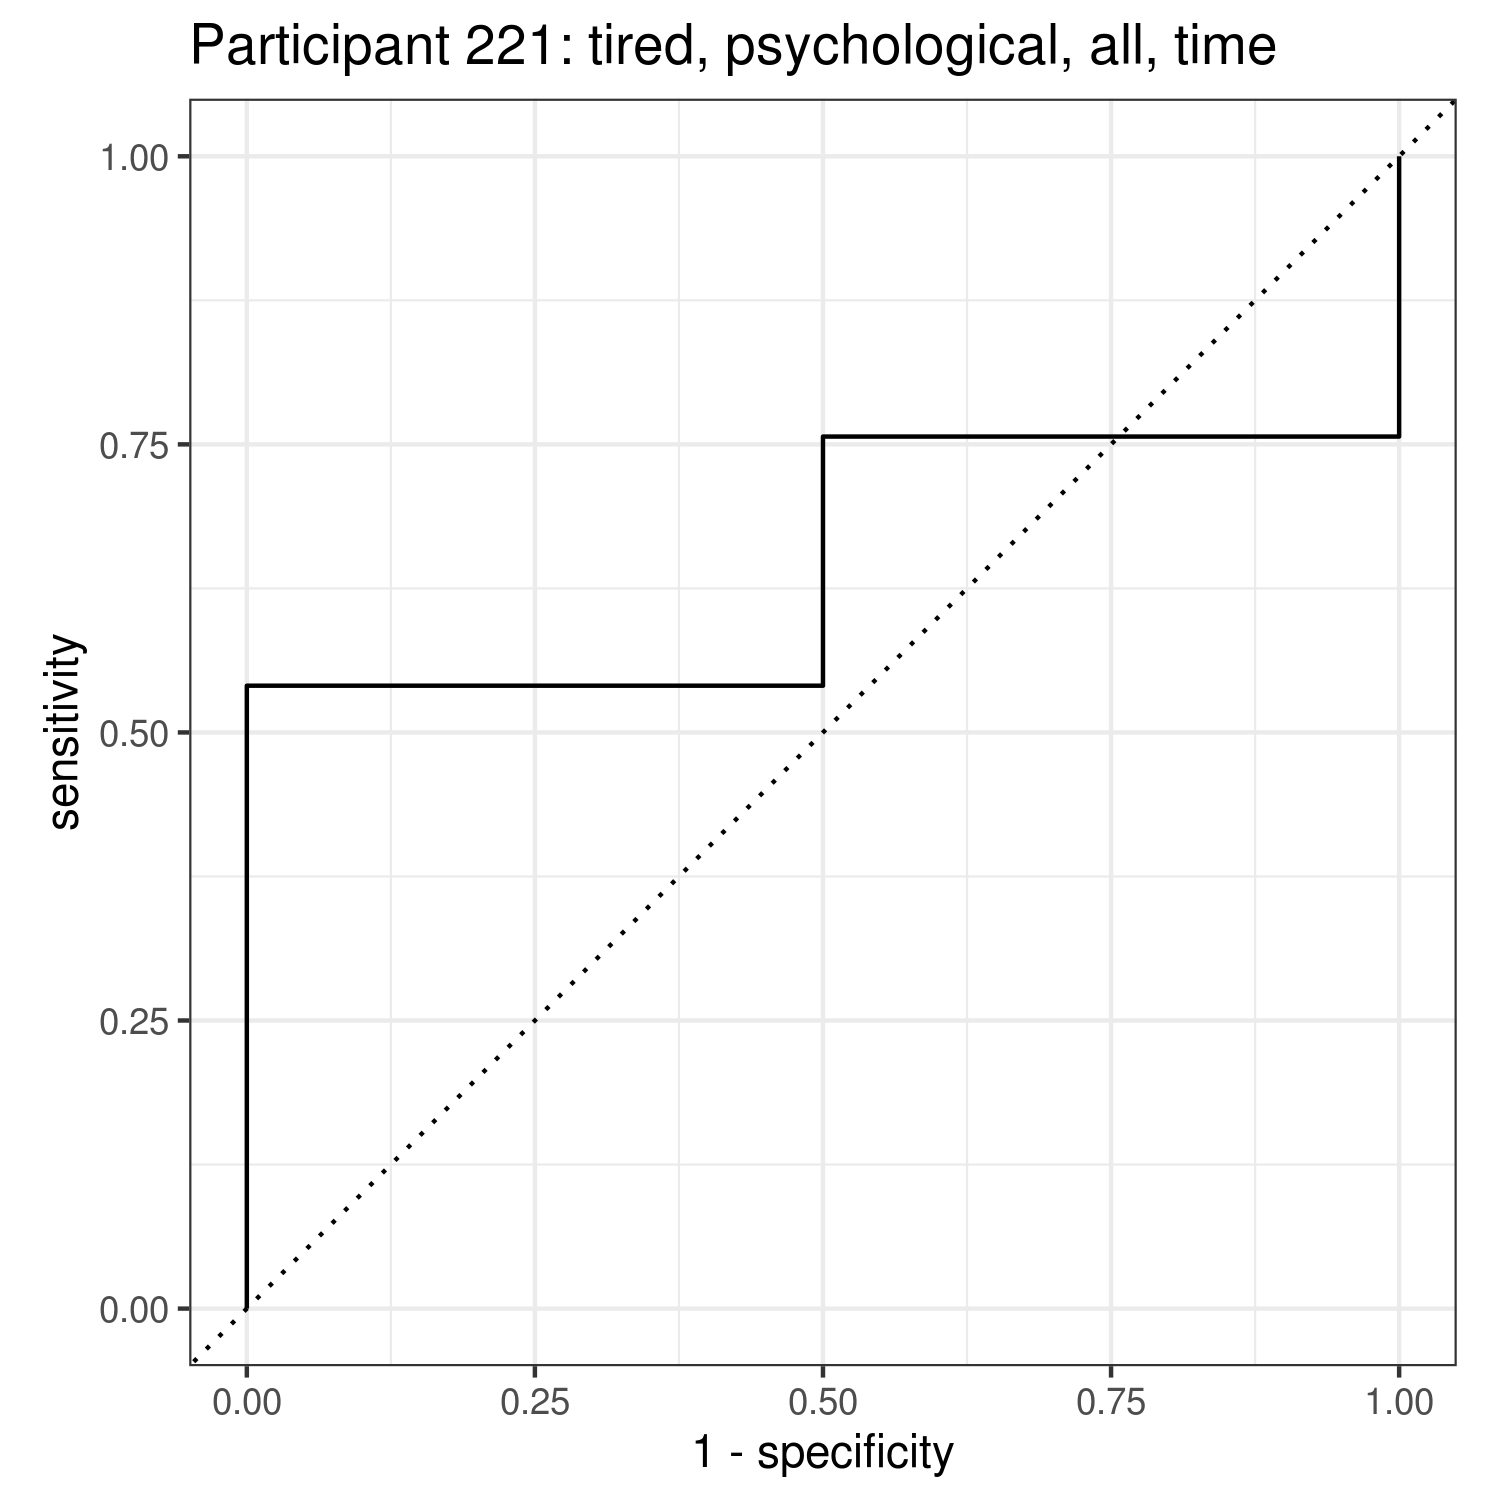 Participant 221: tired, psychological, all, time
1.00
0.75
0.50
0.25
0.00
sensitivity
0.00 0.25 0.50 0.75 1.00
1 - specificity